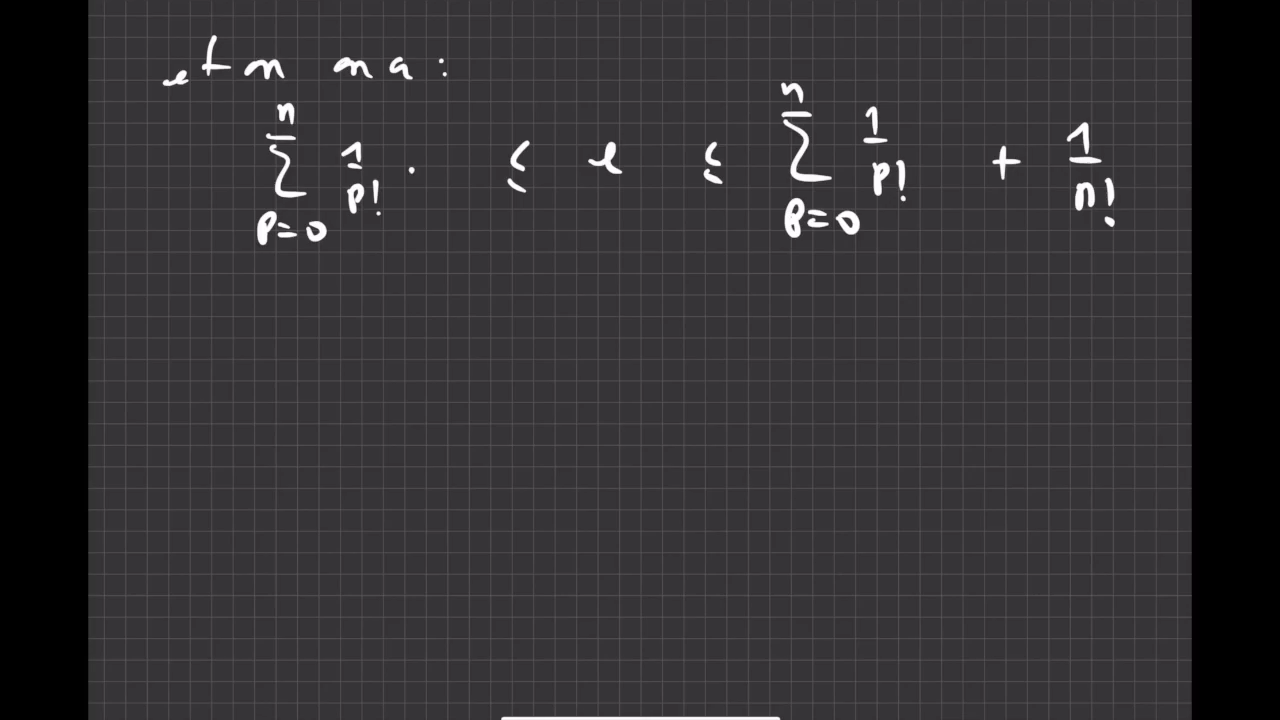 et on a :
∑_{p=0}^{n} 1/p! . ≤ e ≤ ∑_{p=0}^{n} 1/p! + 1/n!